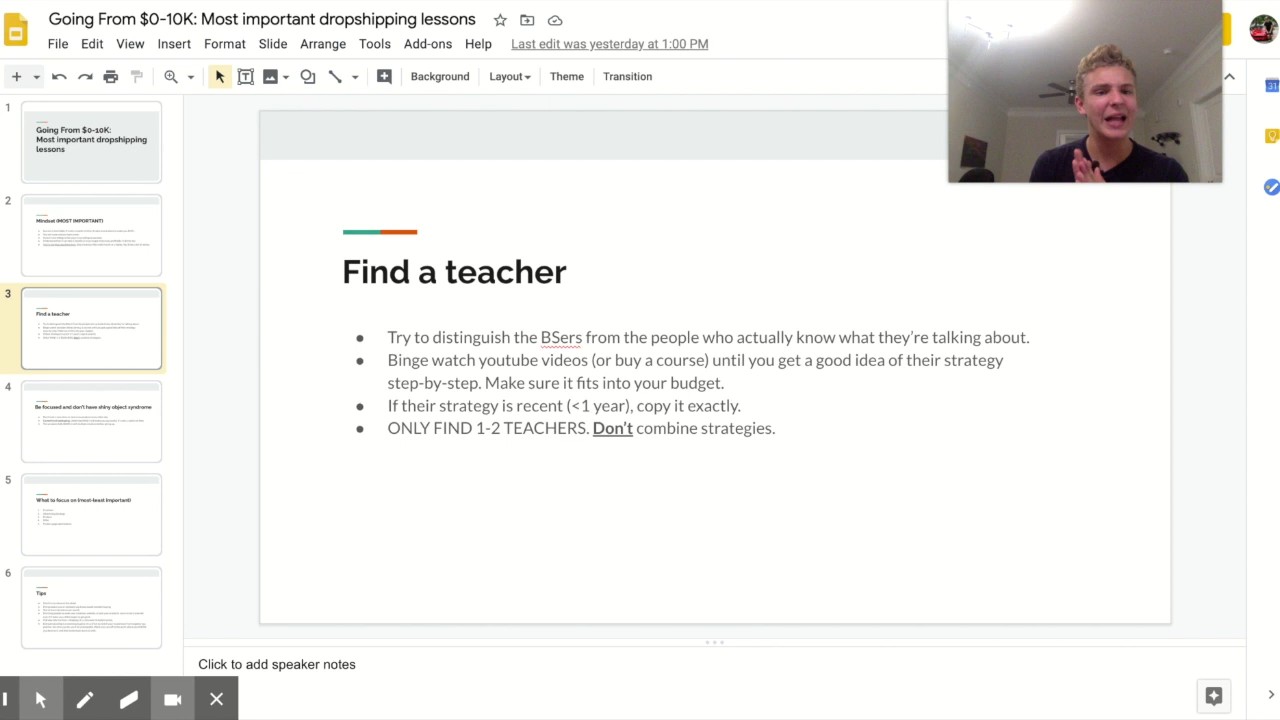 Going From $0-10K: Most important dropshipping lessons
File Edit View Insert Format Slide Arrange Tools Add-ons Help Last edit was yesterday at 1:00 PM
Background Layout Theme Transition
31
1
Going From $0-10K:
Most important dropshipping
lessons
2
Mindset (MOST IMPORTANT)
3
Find a teacher
4
Be focused and don't have shiny object syndrome
5
What to focus on (most-least important)
6
Tips
Find a teacher
● Try to distinguish the BSers from the people who actually know what they're talking about.
● Binge watch youtube videos (or buy a course) until you get a good idea of their strategy
step-by-step. Make sure it fits into your budget.
● If their strategy is recent (<1 year), copy it exactly.
● ONLY FIND 1-2 TEACHERS. Don't combine strategies.
Click to add speaker notes